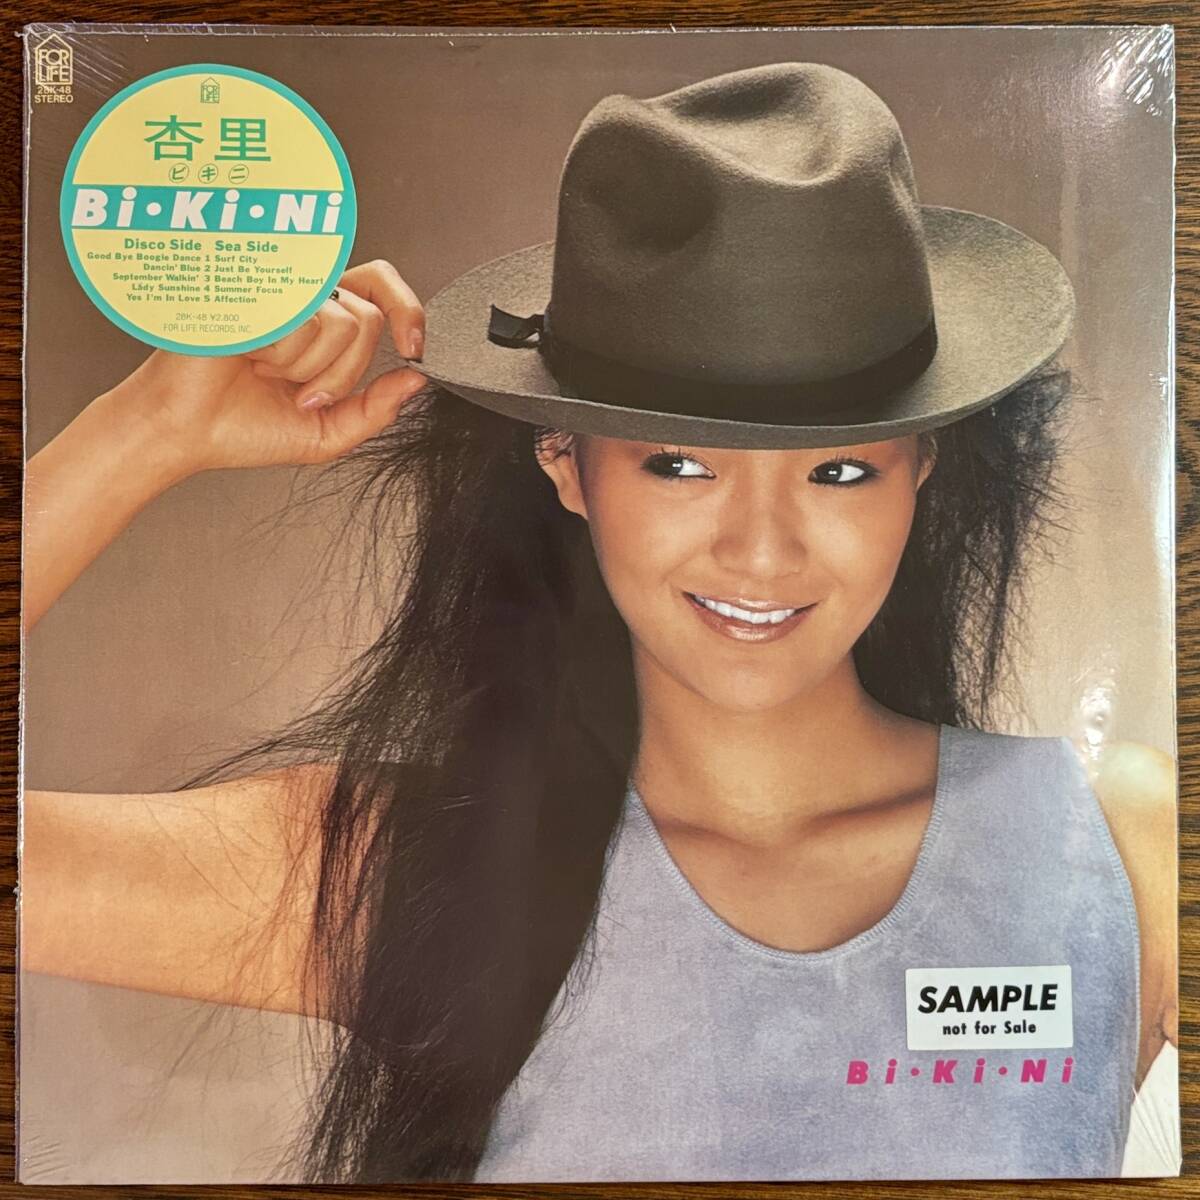 FOR
LIFE
28K-48
STEREO
FOR
LIFE
杏里
ビキニ
Bi・Ki・Ni
Disco Side Sea Side
Good Bye Boogie Dance 1 Surf City
Dancin' Blue 2 Just Be Yourself
September Walkin' 3 Beach Boy In My Heart
Lady Sunshine 4 Summer Focus
Yes I'm In Love 5 Affection
28K-48 ¥2.800
FOR LIFE RECORDS, INC.
SAMPLE
not for Sale
Bi・Ki・Ni